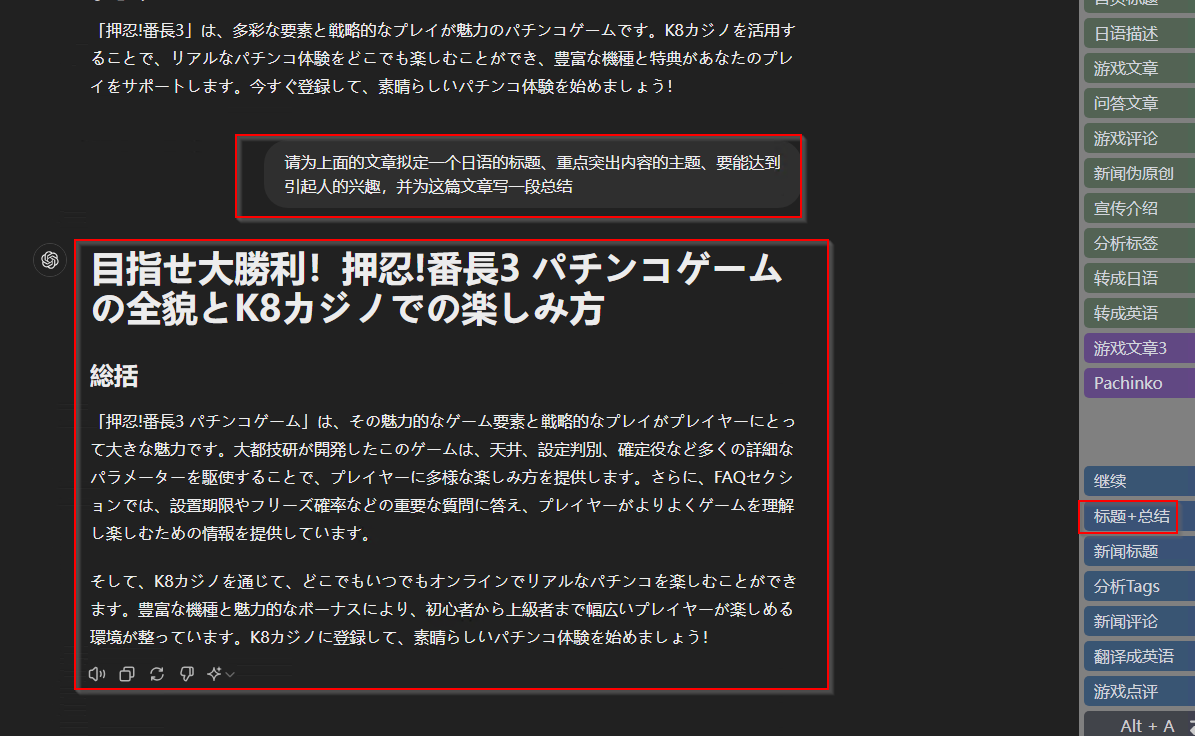 「押忍!番長3」は、多彩な要素と戦略的なプレイが魅力のパチンコゲームです。K8カジノを活用す
ることで、リアルなパチンコ体験をどこでも楽しむことができ、豊富な機種と特典があなたのプレ
イをサポートします。今すぐ登録して、素晴らしいパチンコ体験を始めましょう！
请为上面的文章拟定一个日语的标题、重点突出内容的主题、要能达到
引起人的兴趣，并为这篇文章写一段总结
目指せ大勝利！押忍!番長3 パチンコゲーム
の全貌とK8カジノでの楽しみ方
総括
「押忍!番長3 パチンコゲーム」は、その魅力的なゲーム要素と戦略的なプレイがプレイヤーにとっ
て大きな魅力です。大都技研が開発したこのゲームは、天井、設定判別、確定役など多くの詳細な
パラメーターを駆使することで、プレイヤーに多様な楽しみ方を提供します。さらに、FAQセクシ
ョンでは、設置期限やフリーズ確率などの重要な質問に答え、プレイヤーがよりよくゲームを理解
し楽しむための情報を提供しています。
そして、K8カジノを通じて、どこでもいつでもオンラインでリアルなパチンコを楽しむことができ
ます。豊富な機種と魅力的なボーナスにより、初心者から上級者まで幅広いプレイヤーが楽しめる
環境が整っています。K8カジノに登録して、素晴らしいパチンコ体験を始めましょう！
日语描述
游戏文章
问答文章
游戏评论
新闻伪原创
宣传介绍
分析标签
转成日语
转成英语
游戏文章3
Pachinko
继续
标题+总结
新闻标题
分析Tags
新闻评论
翻译成英语
游戏点评
Alt + A